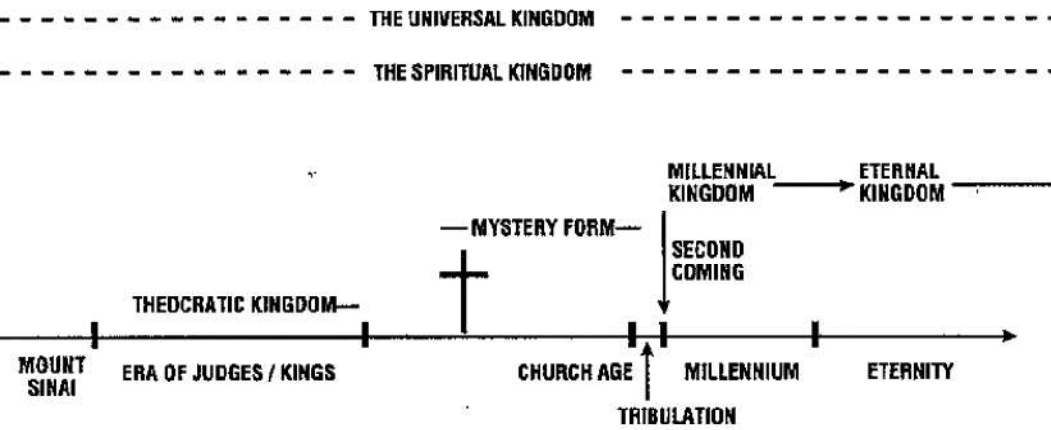 THE UNIVERSAL KINGDOM
THE SPIRITUAL KINGDOM
MILLENNIAL
KINGDOM
ETERNAL
KINGDOM
MYSTERY FORM
SECOND
COMING
THEOCRATIC KINGDOM
MOUNT
SINAI
ERA OF JUDGES / KINGS
CHURCH AGE
MILLENNIUM
ETERNITY
TRIBULATION